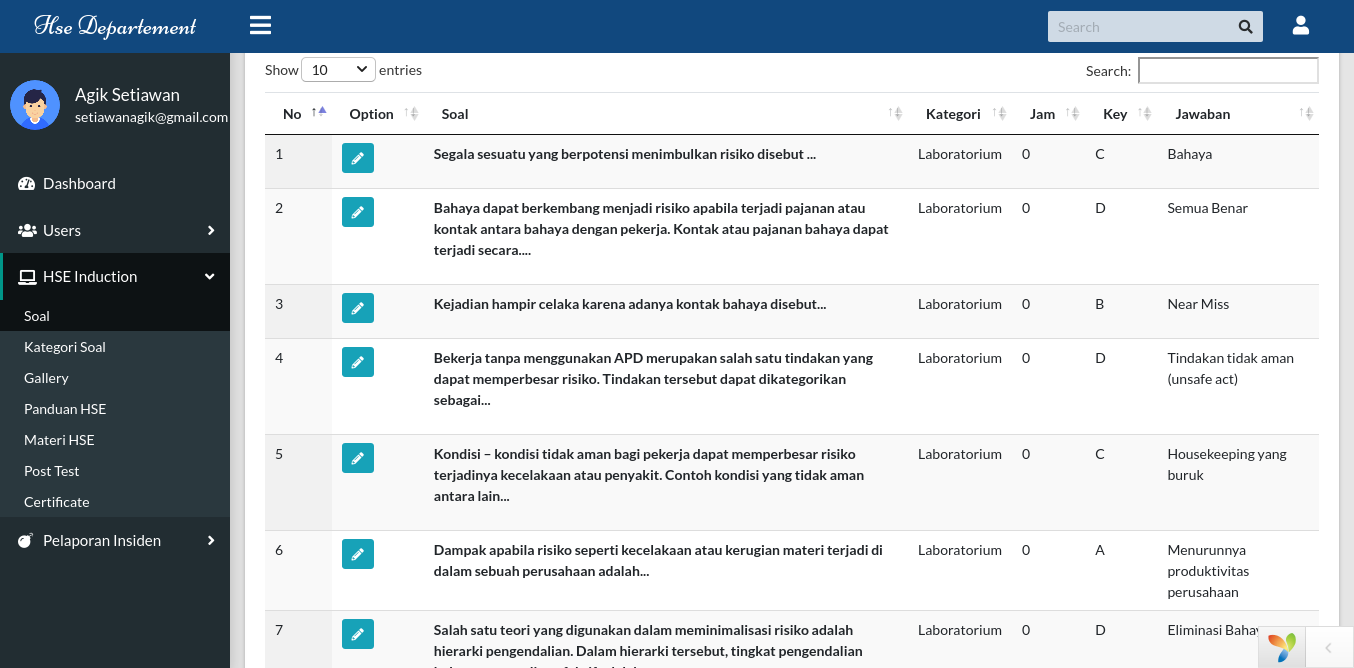 Hse Departement
Search
Agik Setiawan
setiawanagik@gmail.com
Dashboard
Users
HSE Induction
Soal
Kategori Soal
Gallery
Panduan HSE
Materi HSE
Post Test
Certificate
Pelaporan Insiden
Show 10 entries
Search:
No Option Soal Kategori Jam Key Jawaban
1 Segala sesuatu yang berpotensi menimbulkan risiko disebut ... Laboratorium 0 C Bahaya
2 Bahaya dapat berkembang menjadi risiko apabila terjadi pajanan atau Laboratorium 0 D Semua Benar
kontak antara bahaya dengan pekerja. Kontak atau pajanan bahaya dapat
terjadi secara....
3 Kejadian hampir celaka karena adanya kontak bahaya disebut... Laboratorium 0 B Near Miss
4 Bekerja tanpa menggunakan APD merupakan salah satu tindakan yang Laboratorium 0 D Tindakan tidak aman
dapat memperbesar risiko. Tindakan tersebut dapat dikategorikan (unsafe act)
sebagai...
5 Kondisi – kondisi tidak aman bagi pekerja dapat memperbesar risiko Laboratorium 0 C Housekeeping yang
terjadinya kecelakaan atau penyakit. Contoh kondisi yang tidak aman buruk
antara lain...
6 Dampak apabila risiko seperti kecelakaan atau kerugian materi terjadi di Laboratorium 0 A Menurunnya
dalam sebuah perusahaan adalah... produktivitas
perusahaan
7 Salah satu teori yang digunakan dalam meminimalisasi risiko adalah Laboratorium 0 D Eliminasi
hierarki pengendalian. Dalam hierarki tersebut, tingkat pengendalian